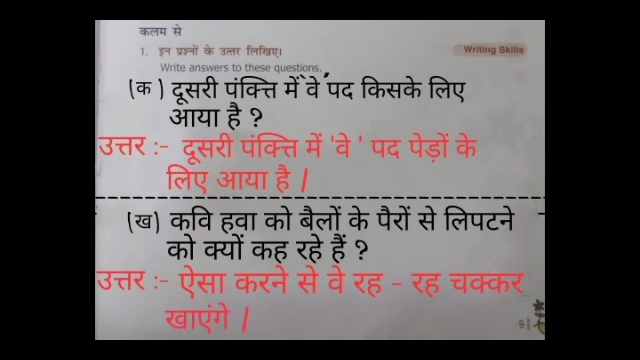 कलम से
1. इन प्रश्नों के उत्तर लिखिए।
Writing Skills
Write answers to these questions.
(क ) दूसरी पंक्ति में 'वे' पद किसके लिए
आया है ?
उत्तर :- दूसरी पंक्ति में 'वे ' पद पेड़ों के
लिए आया है |
(ख) कवि हवा को बैलों के पैरों से लिपटने
को क्यों कह रहे हैं ?
उत्तर :- ऐसा करने से वे रह - रह चक्कर
खाएंगे |
9